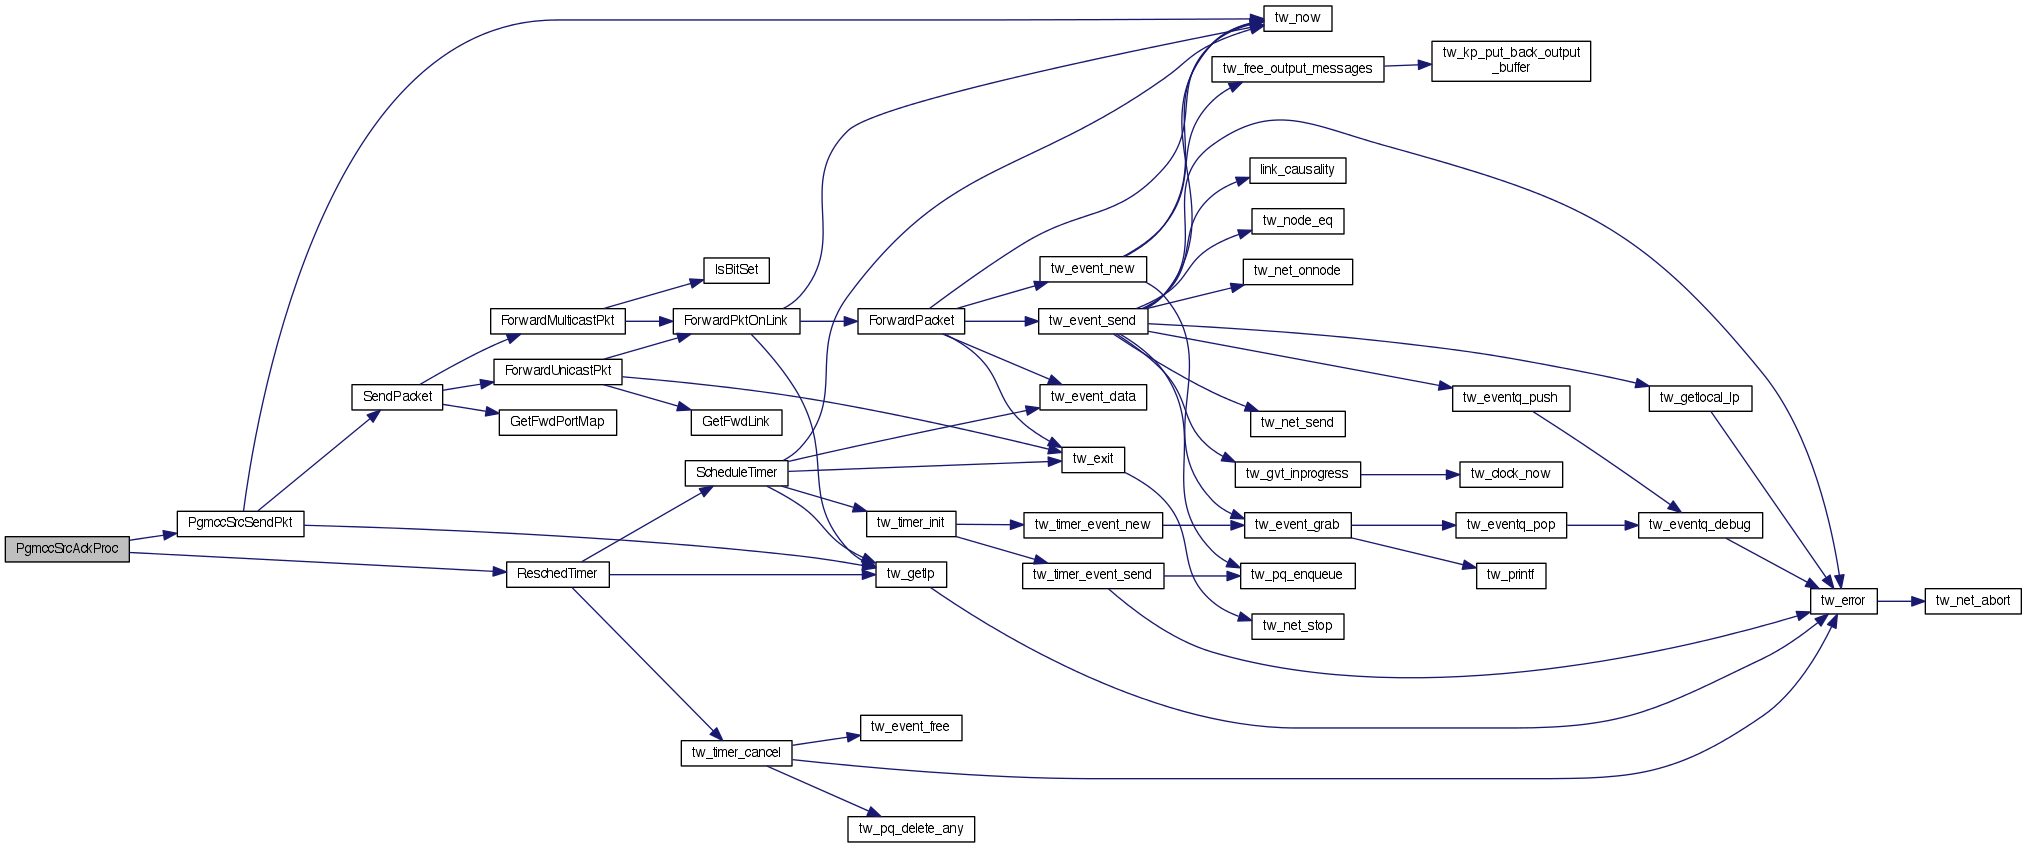 tw_now
tw_kp_put_back_output
_buffer
tw_free_output_messages
link_causality
tw_node_eq
tw_event_new
IsBitSet
tw_net_onnode
ForwardMulticastPkt
ForwardPktOnLink
ForwardPacket
tw_event_send
ForwardUnicastPkt
SendPacket
tw_event_data
tw_eventq_push
tw_getlocal_lp
GetFwdPortMap
GetFwdLink
tw_net_send
tw_exit
ScheduleTimer
tw_gvt_inprogress
tw_clock_now
PgmccSrcSendPkt
tw_timer_init
tw_timer_event_new
tw_event_grab
tw_eventq_pop
tw_eventq_debug
PgmccSrcAckProc
ReschedTimer
tw_getlp
tw_timer_event_send
tw_pq_enqueue
tw_printf
tw_error
tw_net_abort
tw_net_stop
tw_event_free
tw_timer_cancel
tw_pq_delete_any